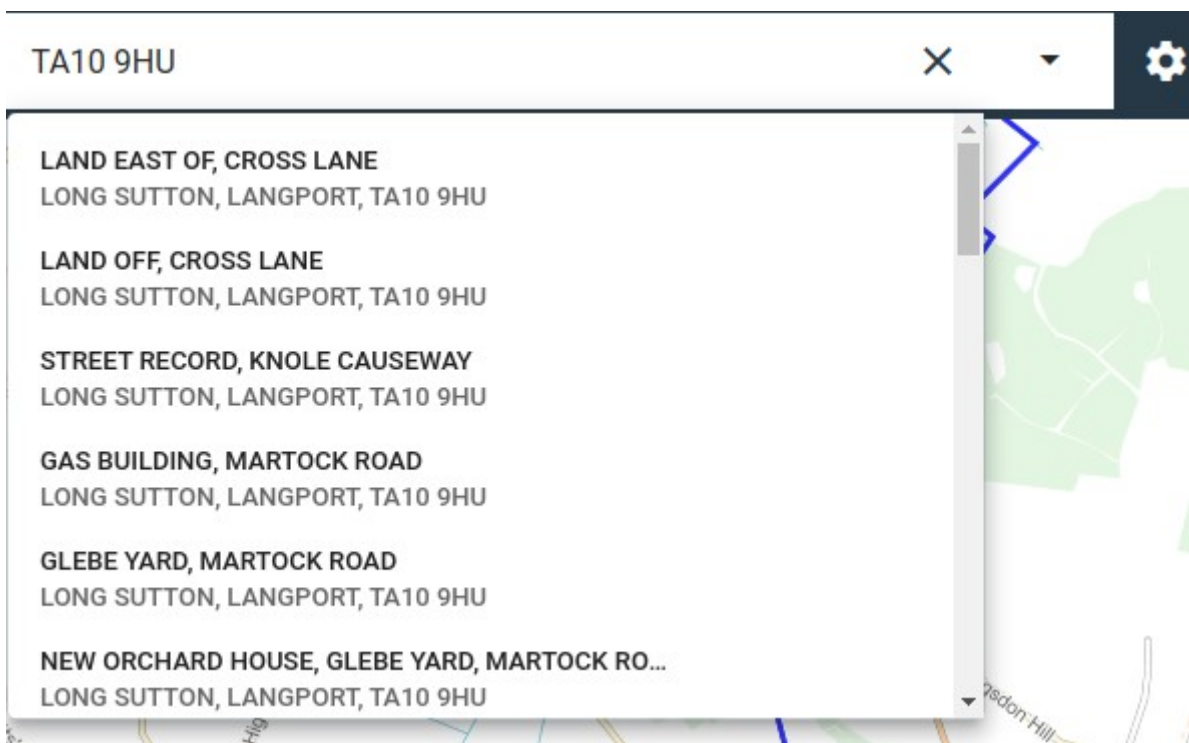 TA10 9HU
LAND EAST OF, CROSS LANE
LONG SUTTON, LANGPORT, TA10 9HU
LAND OFF, CROSS LANE
LONG SUTTON, LANGPORT, TA10 9HU
STREET RECORD, KNOLE CAUSEWAY
LONG SUTTON, LANGPORT, TA10 9HU
GAS BUILDING, MARTOCK ROAD
LONG SUTTON, LANGPORT, TA10 9HU
GLEBE YARD, MARTOCK ROAD
LONG SUTTON, LANGPORT, TA10 9HU
NEW ORCHARD HOUSE, GLEBE YARD, MARTOCK RO...
LONG SUTTON, LANGPORT, TA10 9HU
gsdon Hill
Hig